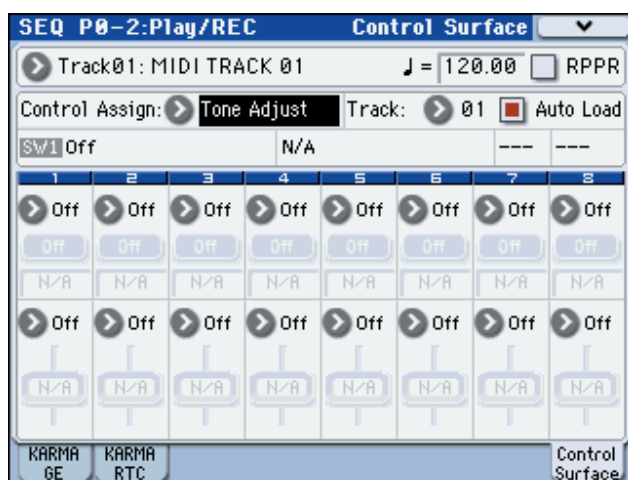 SEQ P0-2:Play/REC Control Surface
Track01: MIDI TRACK 01 ♩ = 120.00 RPPR
Control Assign: Tone Adjust Track: 01 Auto Load
SW1 Off N/A --- ---
1 2 3 4 5 6 7 8
Off Off Off Off Off Off Off Off
Off Off Off Off Off Off Off Off
N/A N/A N/A N/A N/A N/A N/A N/A
Off Off Off Off Off Off Off Off
N/A N/A N/A N/A N/A N/A N/A N/A
KARMA KARMA Control
GE RTC Surface